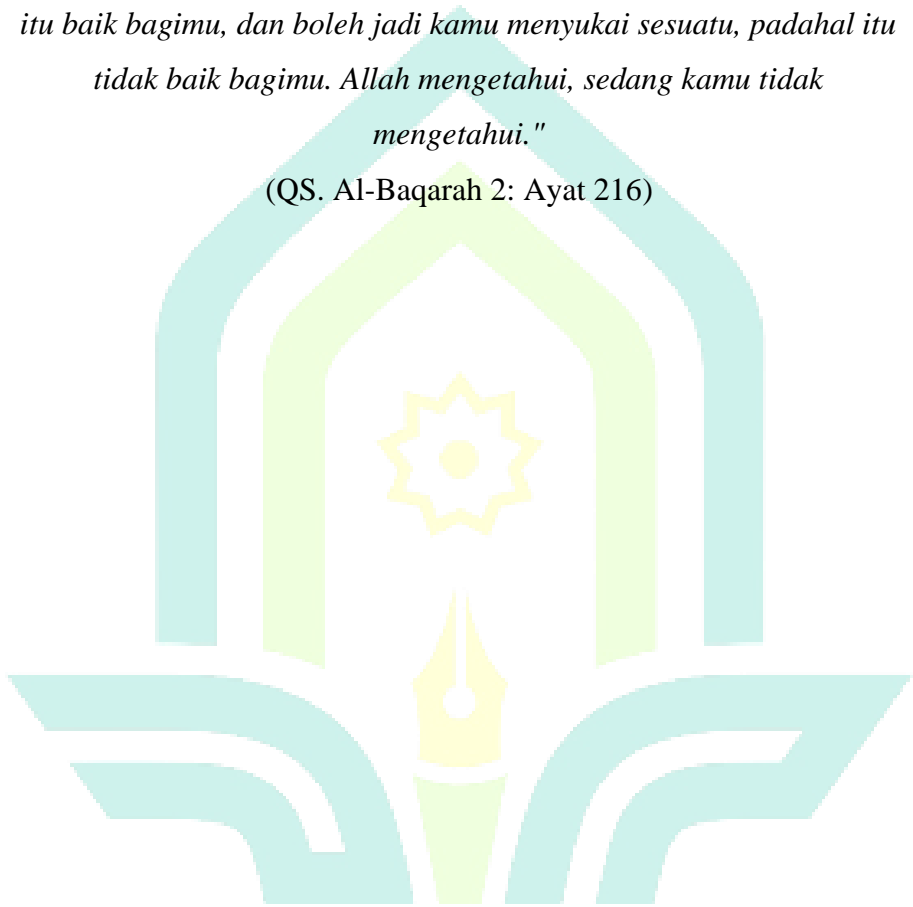 itu baik bagimu, dan boleh jadi kamu menyukai sesuatu, padahal itu
tidak baik bagimu. Allah mengetahui, sedang kamu tidak
mengetahui."
(QS. Al-Baqarah 2: Ayat 216)